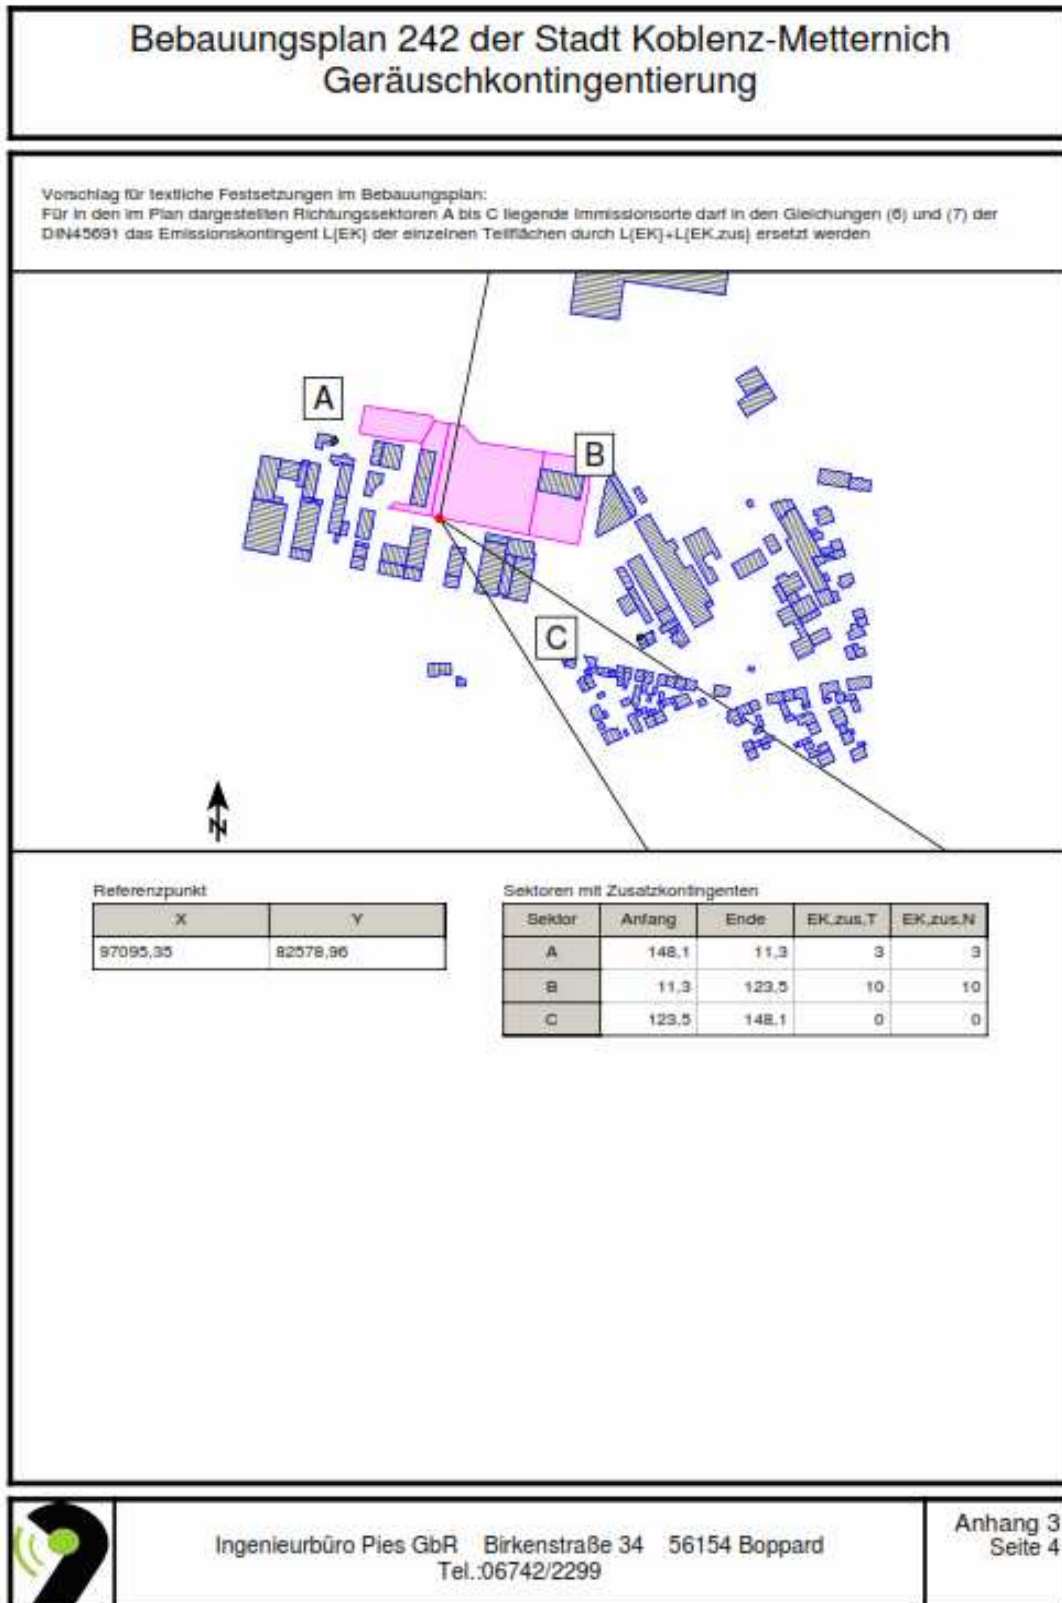 Bebauungsplan 242 der Stadt Koblenz-Metternich
Geräuschkontingentierung
Vorschlag für textliche Festsetzungen im Bebauungsplan:
Für in den im Plan dargestellten Richtungssektoren A bis C liegende Immissionsorte darf in den Gleichungen (6) und (7) der
DIN45691 das Emissionskontingent L{EK} der einzelnen Teilflächen durch L{EK}+L{EK,zus} ersetzt werden
A
B
C
N
Referenzpunkt
X Y
97095,35 82578,96
Sektoren mit Zusatzkontingenten
Sektor Anfang Ende EK,zus,T EK,zus,N
A 148,1 11,3 3 3
B 11,3 123,5 10 10
C 123,5 148,1 0 0
Ingenieurbüro Pies GbR Birkenstraße 34 56154 Boppard
Tel.:06742/2299
Anhang 3
Seite 4